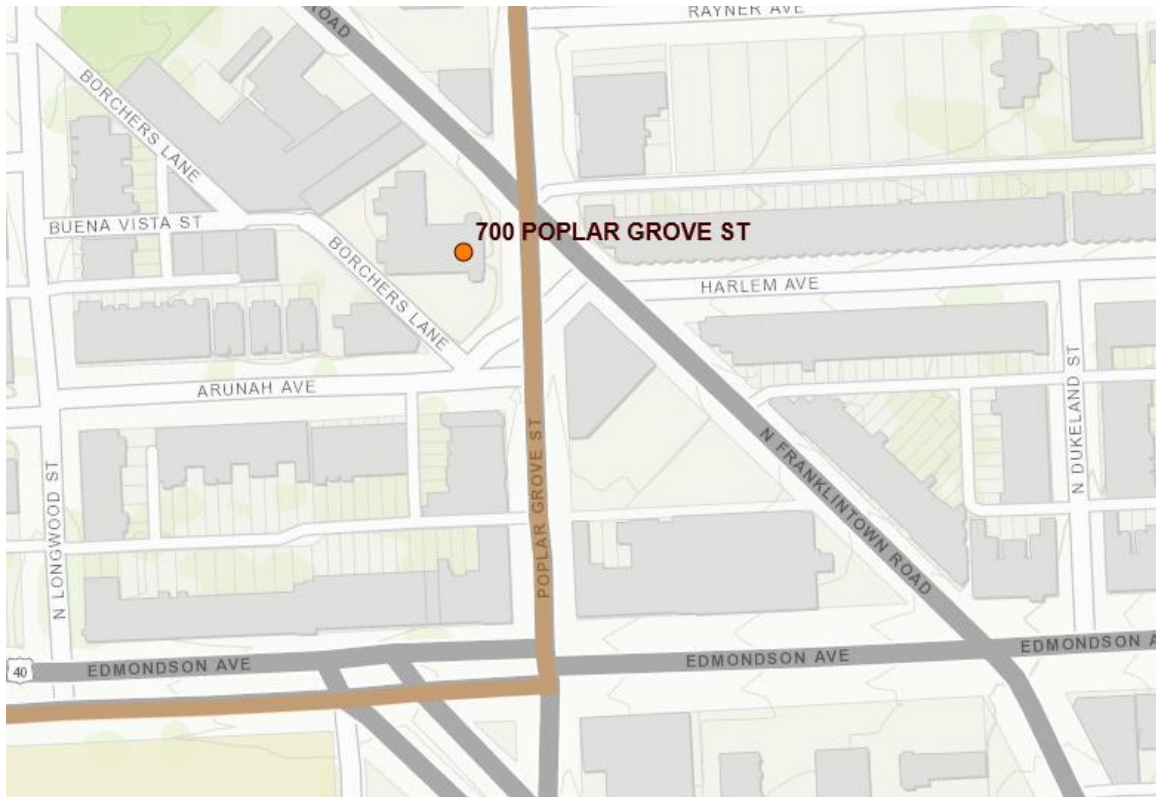 RAYNER AVE
ROAD
BORCHERS LANE
BUENA VISTA ST
700 POPLAR GROVE ST
BORCHERS LANE
HARLEM AVE
ARUNAH AVE
N DUKELAND ST
N FRANKLINTOWN ROAD
POPLAR GROVE ST
N LONGWOOD ST
40
EDMONDSON AVE
EDMONDSON AVE
EDMONDSON A